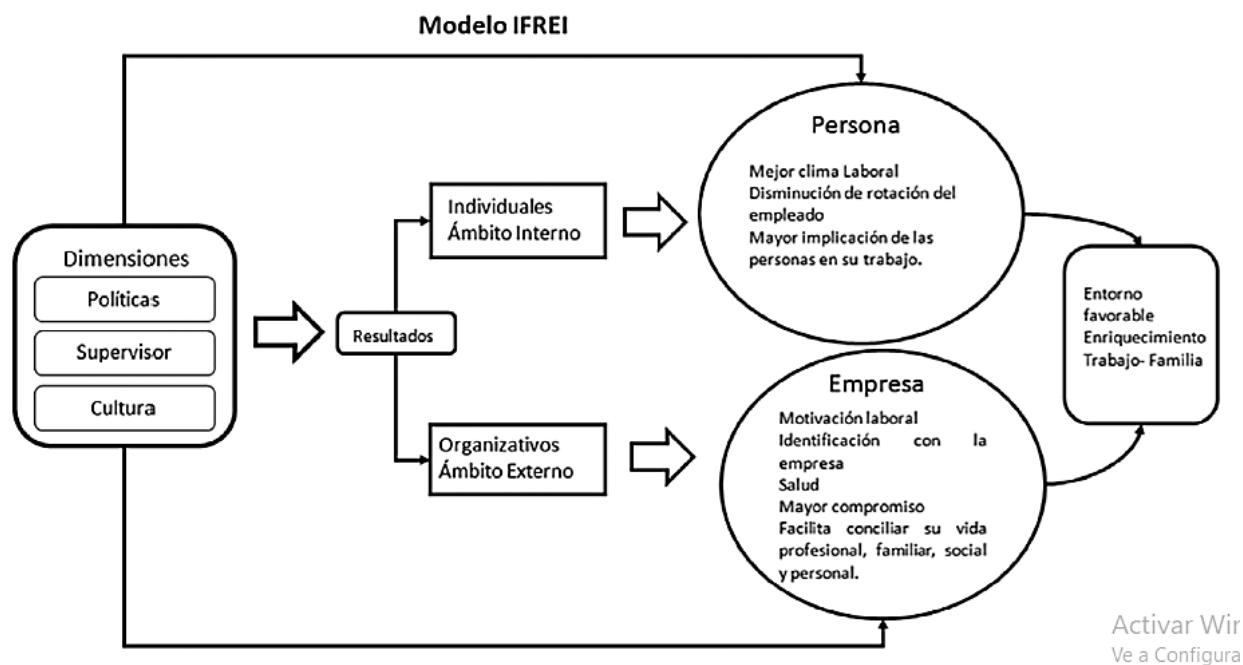 Modelo IFREI
Dimensiones
Políticas
Supervisor
Cultura
Resultados
Individuales
Ámbito Interno
Organizativos
Ámbito Externo
Persona
Mejor clima Laboral
Disminución de rotación del
empleado
Mayor implicación de las
personas en su trabajo.
Empresa
Motivación laboral
Identificación con la
empresa
Salud
Mayor compromiso
Facilita conciliar su vida
profesional, familiar, social
y personal.
Entorno
favorable
Enriquecimiento
Trabajo- Familia
Activar Win
Ve a Configura